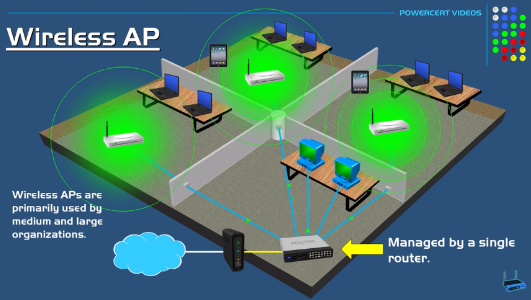 POWERCERT VIDEOS
Wireless AP
Wireless APs are
primarily used by
medium and large
organizations.
Managed by a single
router.